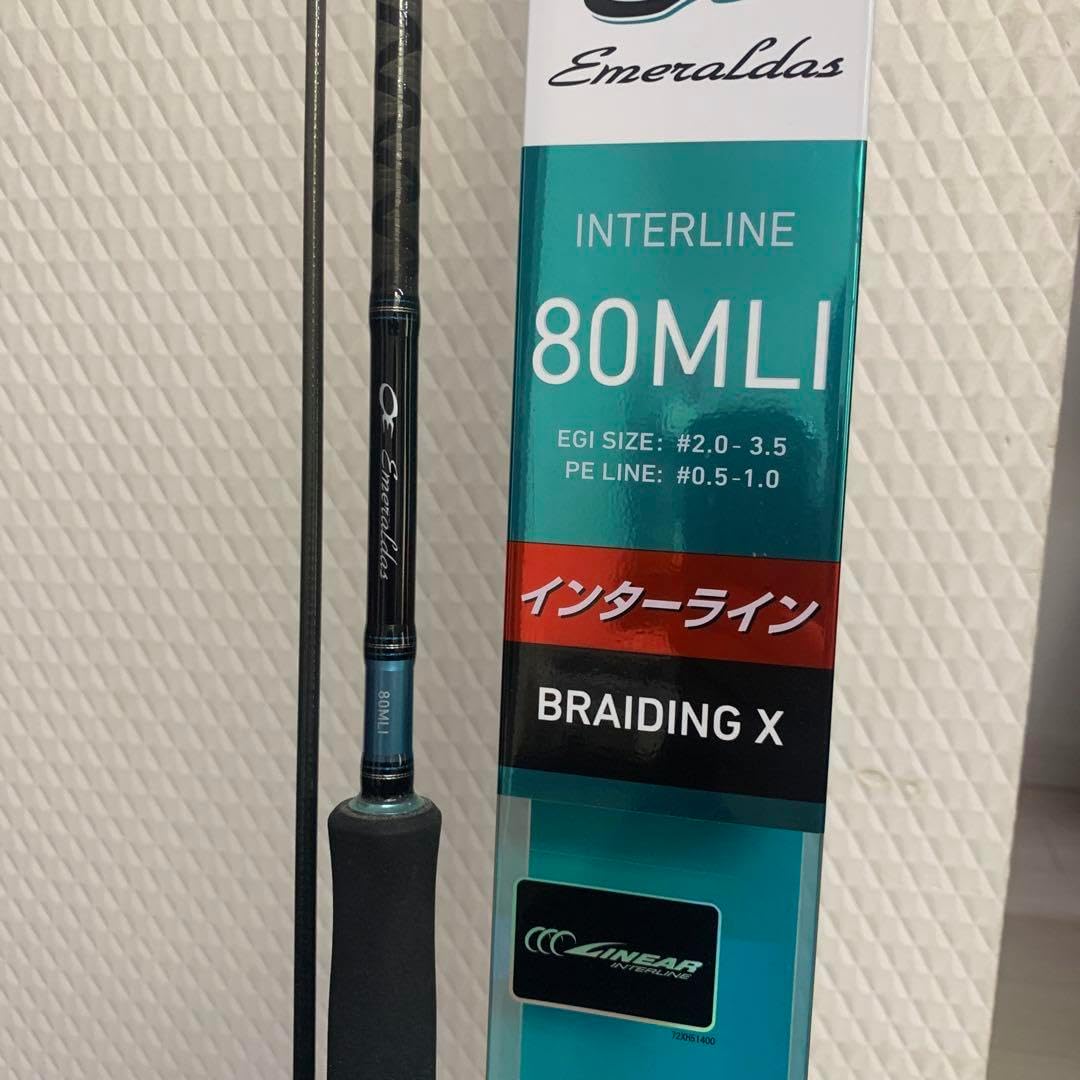 Emeraldas
INTERLINE
80MLI
EGI SIZE: #2.0-3.5
PE LINE: #0.5-1.0
インターライン
BRAIDING X
LINEAR
INTERLINE
72XH51400
Emeraldas
80MLI